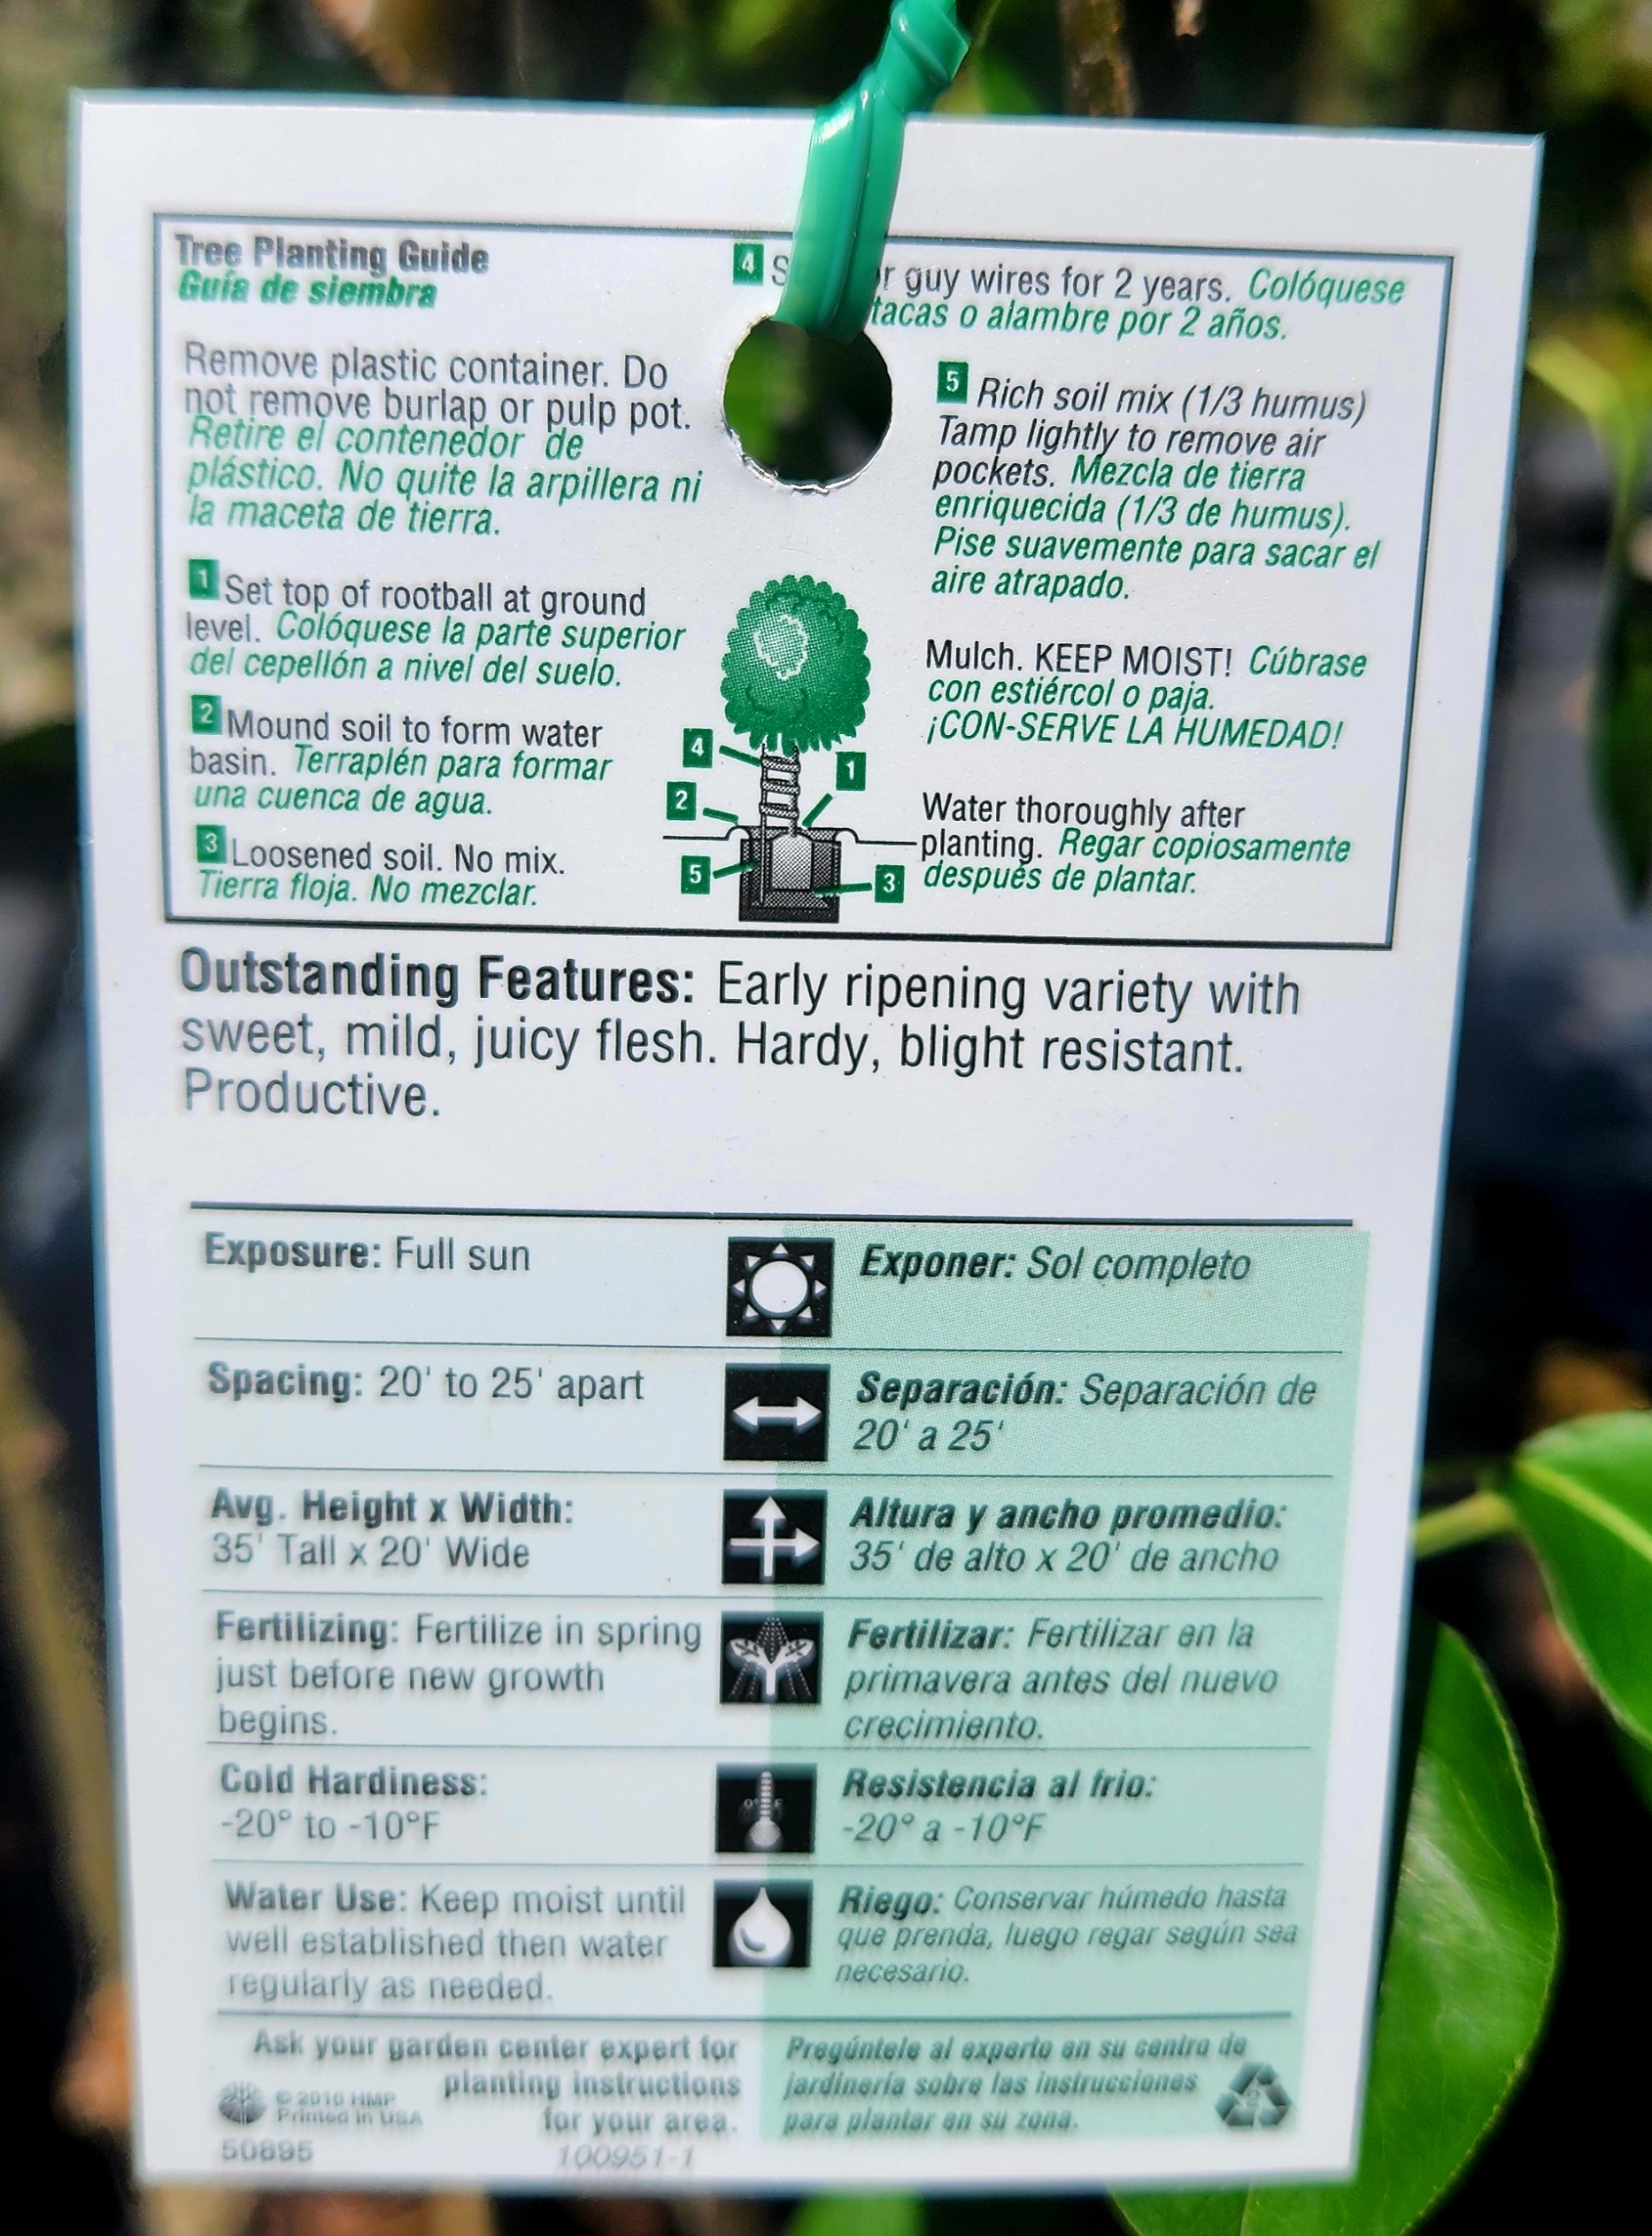 Tree Planting Guide
Guía de siembra
Remove plastic container. Do
not remove burlap or pulp pot.
Retire el contenedor de
plástico. No quite la arpillera ni
la maceta de tierra.
1 Set top of rootball at ground
level. Colóquese la parte superior
del cepellón a nivel del suelo.
2 Mound soil to form water
basin. Terraplén para formar
una cuenca de agua.
3 Loosened soil. No mix.
Tierra floja. No mezclar.
4 guy wires for 2 years. Colóquese
o alambre por 2 años.
5 Rich soil mix (1/3 humus)
Tamp lightly to remove air
pockets. Mezcla de tierra
enriquecida (1/3 de humus).
Pise suavemente para sacar el
aire atrapado.
Mulch. KEEP MOIST! Cúbrase
con estiércol o paja.
¡CON-SERVE LA HUMEDAD!
Water thoroughly after
planting. Regar copiosamente
después de plantar.
4
1
2
5
3
Outstanding Features: Early ripening variety with
sweet, mild, juicy flesh. Hardy, blight resistant.
Productive.
Exposure: Full sun
Exponer: Sol completo
Spacing: 20' to 25' apart
Separación: Separación de
20' a 25'
Avg. Height x Width:
35' Tall x 20' Wide
Altura y ancho promedio:
35' de alto x 20' de ancho
Fertilizing: Fertilize in spring
just before new growth
begins.
Fertilizar: Fertilizar en la
primavera antes del nuevo
crecimiento.
Cold Hardiness:
-20° to -10°F
Resistencia al frio:
-20° a -10°F
Water Use: Keep moist until
well established then water
regularly as needed.
Riego: Conservar húmedo hasta
que prenda, luego regar según sea
necesario.
Ask your garden center expert for
planting instructions
for your area.
Pregúntele al experto en su centro de
jardinería sobre las instrucciones
para plantar en su zona.
© 2010 HMP
Printed in USA
50895
100951-1